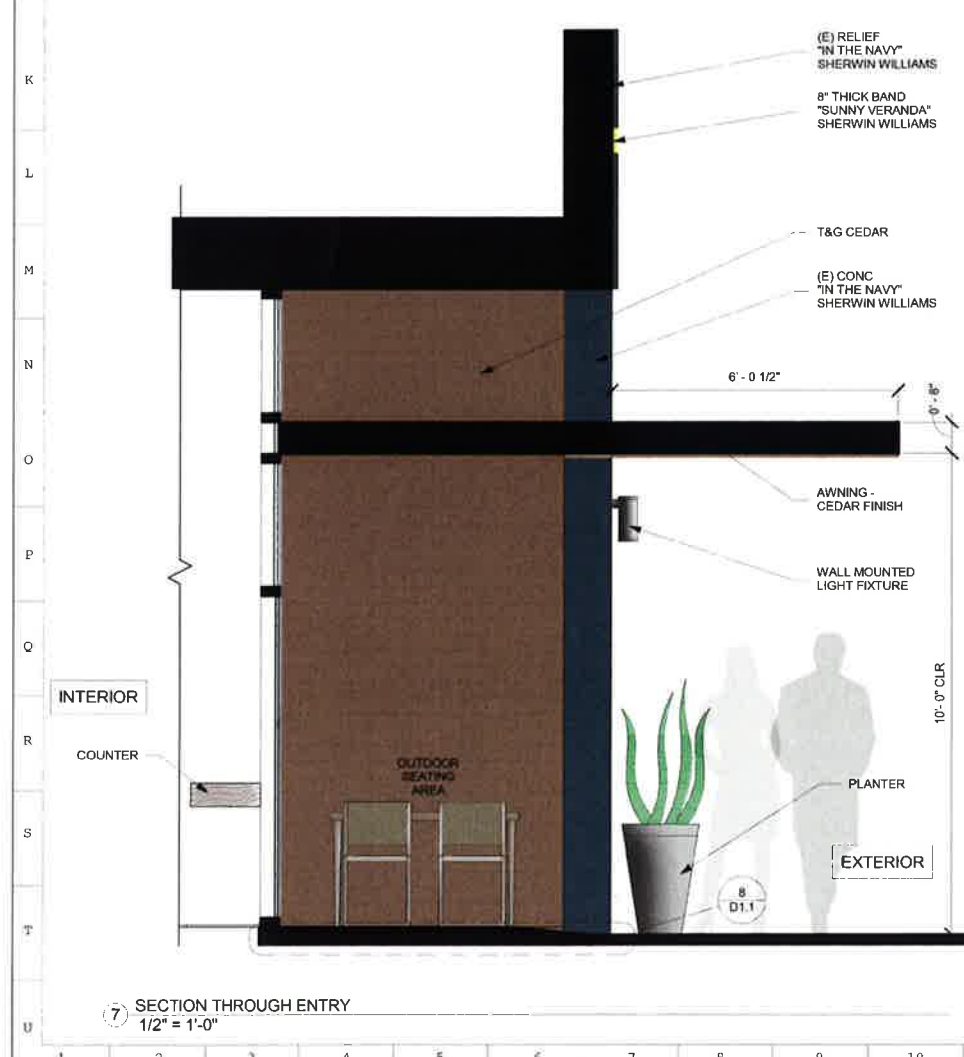 (E) RELIEF
"IN THE NAVY"
SHERWIN WILLIAMS
8" THICK BAND
"SUNNY VERANDA"
SHERWIN WILLIAMS
T&G CEDAR
(E) CONC
"IN THE NAVY"
SHERWIN WILLIAMS
6' - 0 1/2"
0' - 8"
AWNING -
CEDAR FINISH
WALL MOUNTED
LIGHT FIXTURE
10'- 0" CLR
INTERIOR
COUNTER
OUTDOOR
SEATING
AREA
PLANTER
EXTERIOR
8
D1.1
7 SECTION THROUGH ENTRY
1/2" = 1'-0"
K
L
M
N
O
P
Q
R
S
T
U
1 2 3 4 5 6 7 8 9 10